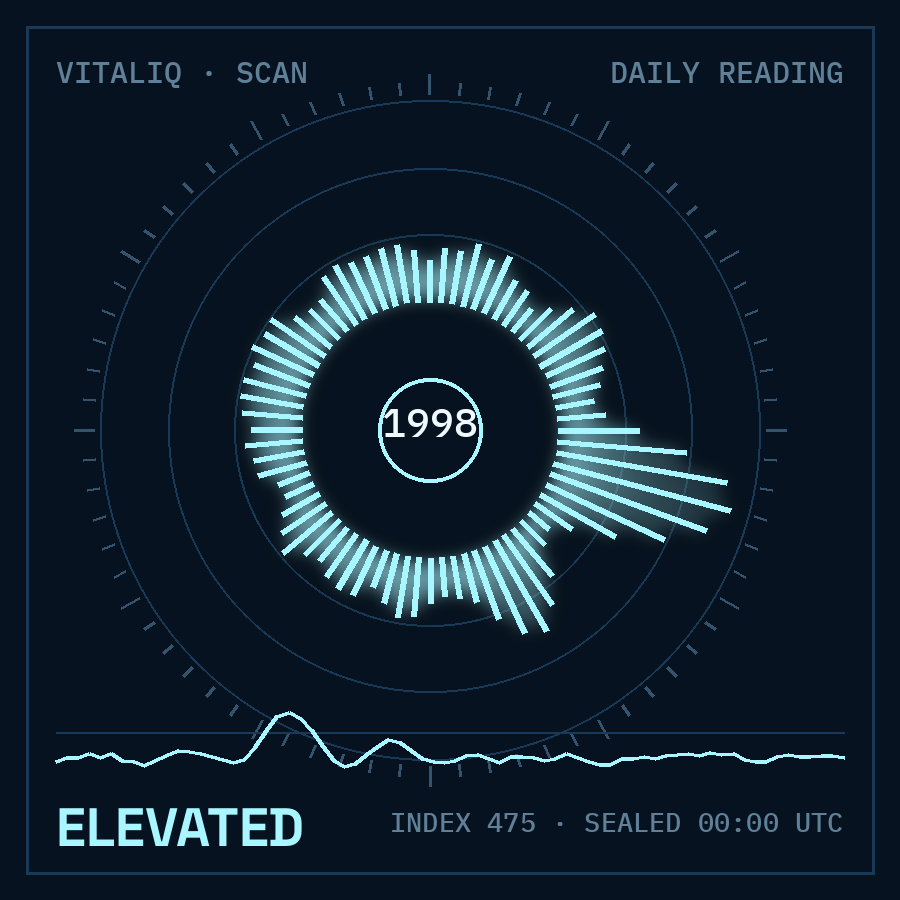 VITALIQ · SCAN
DAILY READING
1998
ELEVATED
INDEX 475 · SEALED 00:00 UTC